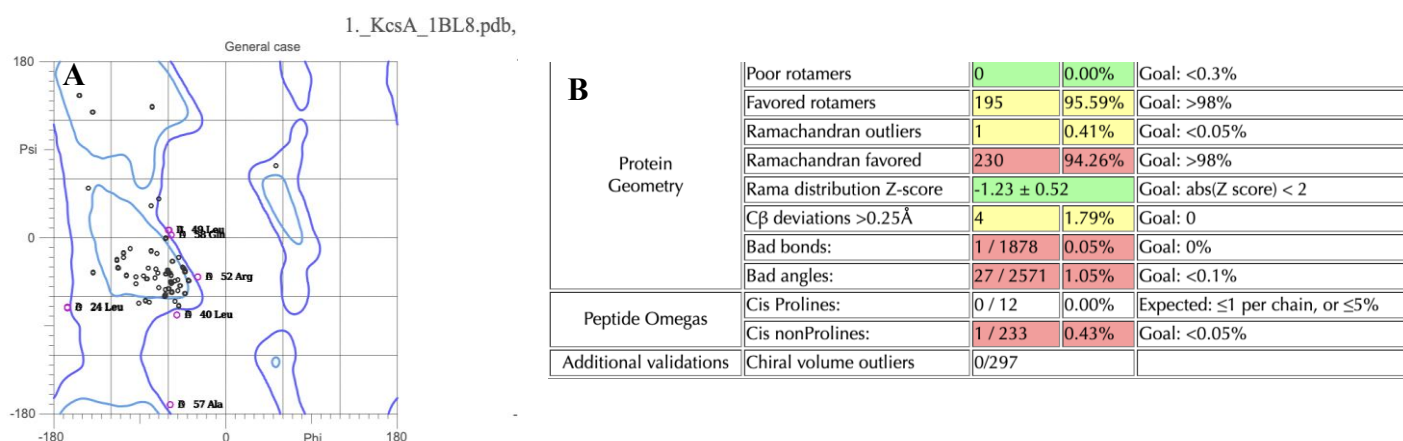 1._KcsA_1BL8.pdb,
General case
A
180
Psi
0
-180
49 Leu
58 Gln
52 Arg
24 Leu
40 Leu
57 Ala
-180 0 Phi 180
B
Protein Geometry
Poor rotamers 0 0.00% Goal: <0.3%
Favored rotamers 195 95.59% Goal: >98%
Ramachandran outliers 1 0.41% Goal: <0.05%
Ramachandran favored 230 94.26% Goal: >98%
Rama distribution Z-score -1.23 ± 0.52 Goal: abs(Z score) < 2
Cβ deviations >0.25Å 4 1.79% Goal: 0
Bad bonds: 1 / 1878 0.05% Goal: 0%
Bad angles: 27 / 2571 1.05% Goal: <0.1%
Peptide Omegas
Cis Prolines: 0 / 12 0.00% Expected: ≤1 per chain, or ≤5%
Cis nonProlines: 1 / 233 0.43% Goal: <0.05%
Additional validations Chiral volume outliers 0/297